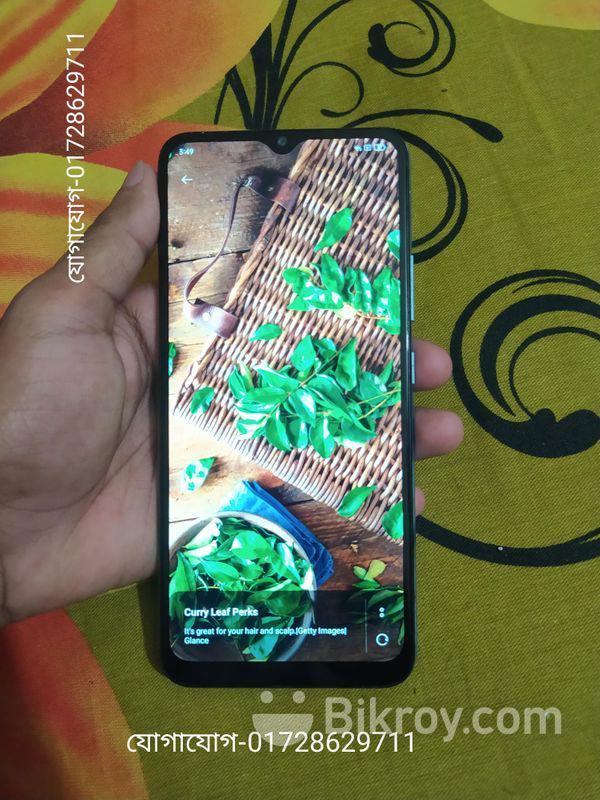 যোগাযোগ-01728629711
3:49
Curry Leaf Perks
It's great for your hair and scalp.|Getty Images|
Glance
Bikroy.com
যোগাযোগ-01728629711